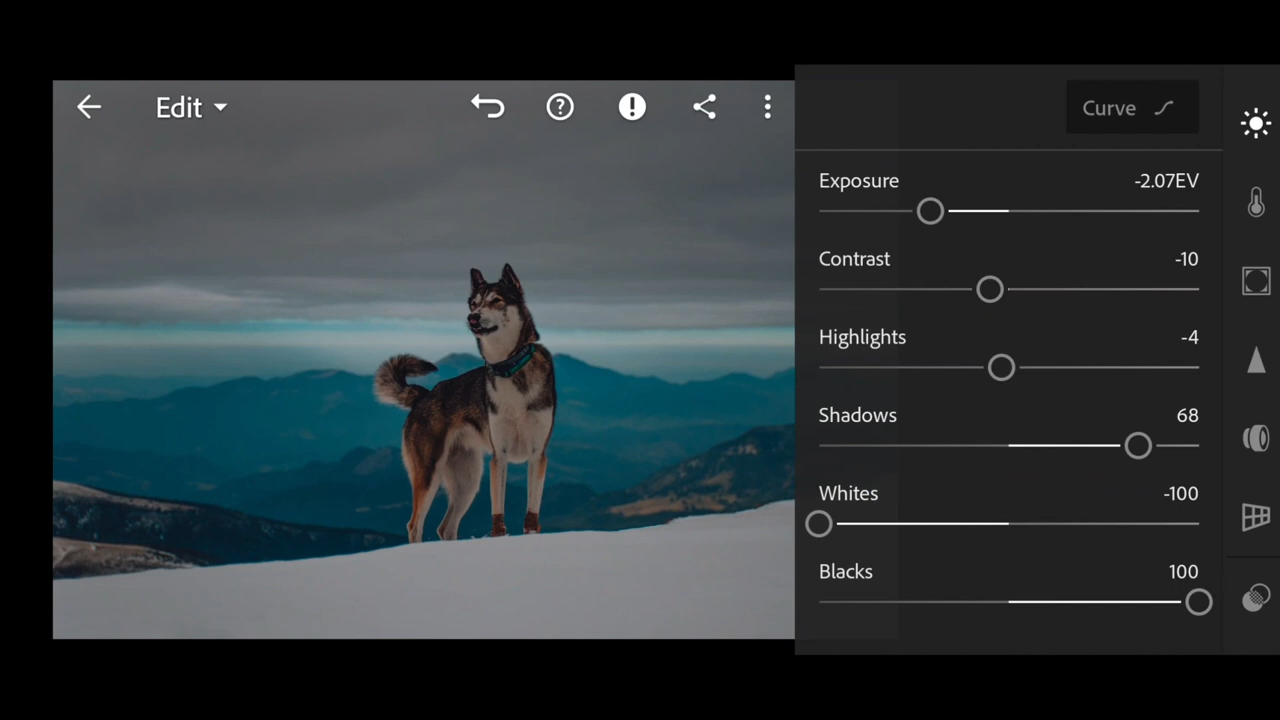 Edit
Curve
Exposure -2.07EV
Contrast -10
Highlights -4
Shadows 68
Whites -100
Blacks 100